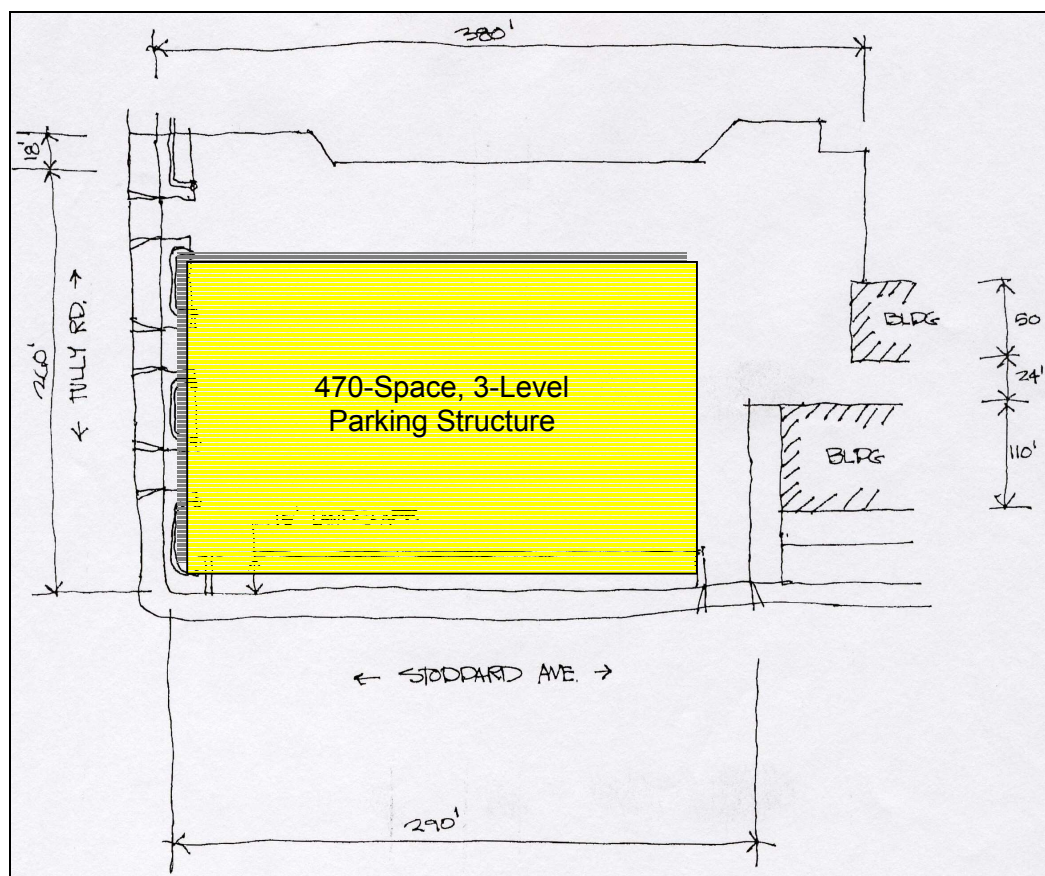 380'
18'
260'
← TULLY RD. →
470-Space, 3-Level
Parking Structure
BLDG
50
24'
BLDG
110'
← STODDARD AVE. →
290'